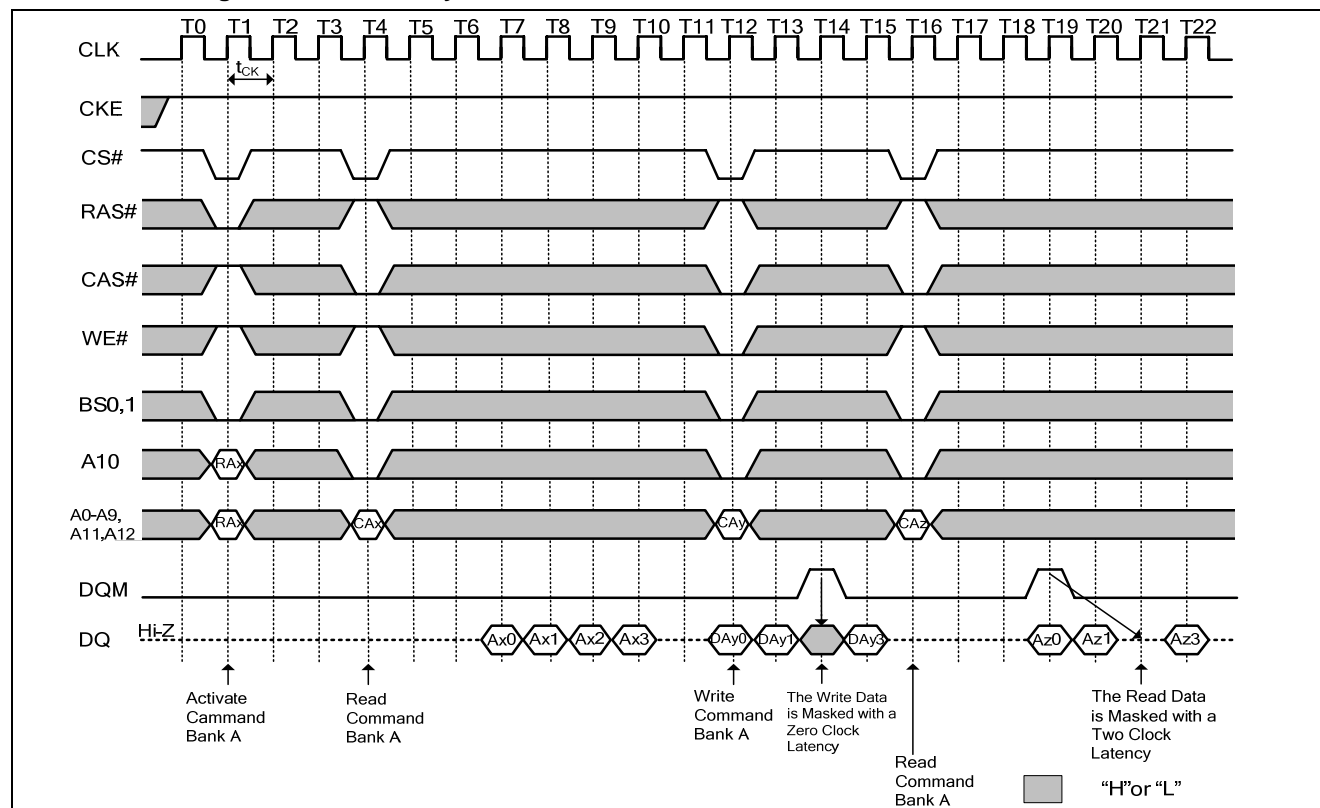 T0 T1 T2 T3 T4 T5 T6 T7 T8 T9 T10 T11 T12 T13 T14 T15 T16 T17 T18 T19 T20 T21 T22
CLK
tCK
CKE
CS#
RAS#
CAS#
WE#
BS0,1
A10
RAx
A0-A9,
A11,A12
RAx CAx CAy CAz
DQM
Hi-Z
DQ
Ax0 Ax1 Ax2 Ax3 DAy0 DAy1 DAy3 Az0 Az1 Az3
Activate
Cammand
Bank A
Read
Command
Bank A
Write
Command
Bank A
The Write Data
is Masked with a
Zero Clock
Latency
Read
Command
Bank A
The Read Data
is Masked with a
Two Clock
Latency
"H"or "L"